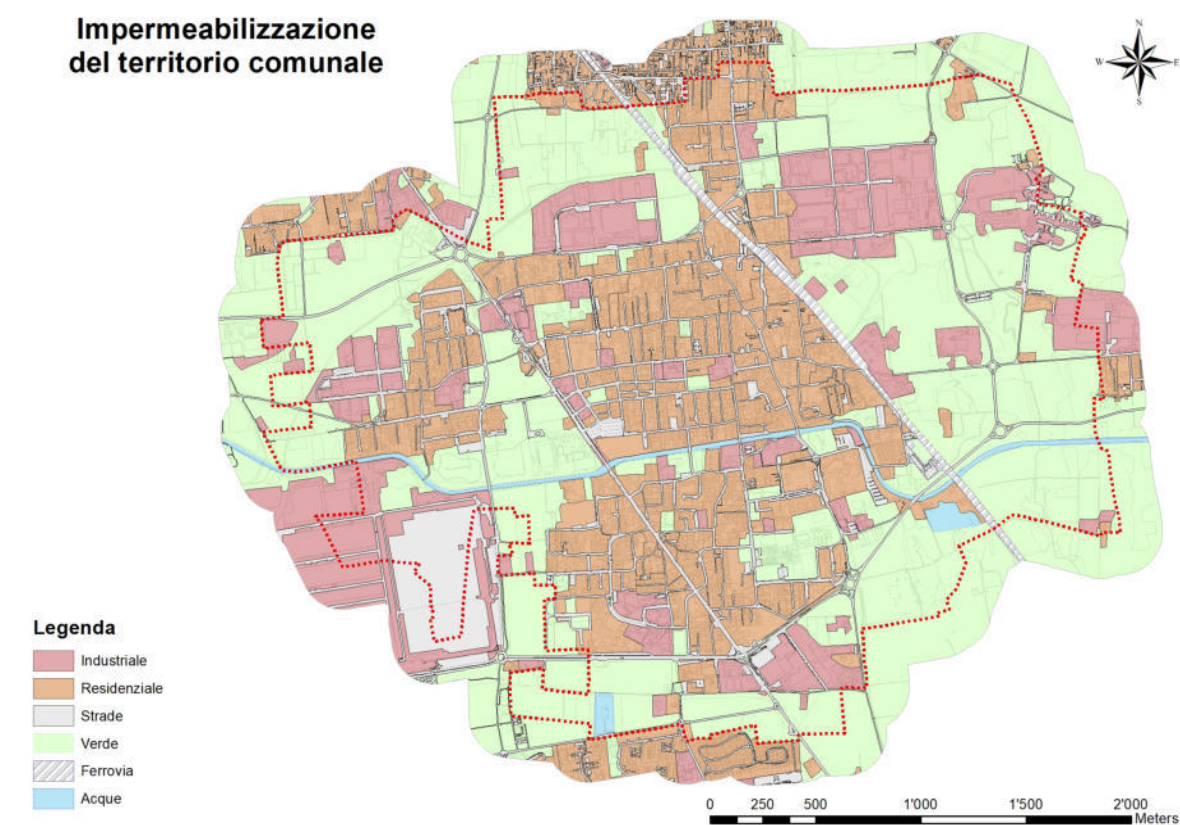 Impermeabilizzazione
del territorio comunale
N
W
E
S
Legenda
Industriale
Residenziale
Strade
Verde
Ferrovia
Acque
0 250 500 1'000 1'500 2'000
Meters